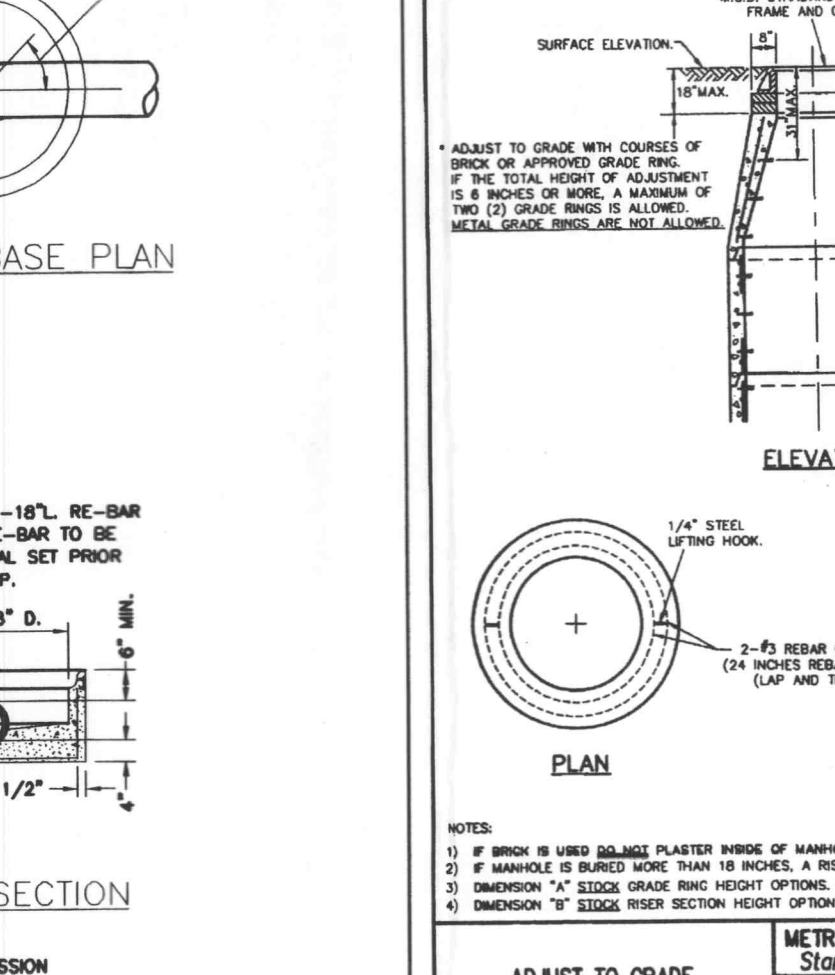 BASE PLAN
-18"L. RE-BAR
E-BAR TO BE
AL SET PRIOR
P.
" D.
6" MIN.
1/2"
4"
SECTION
SSION
FRAME AND
SURFACE ELEVATION.
8"
18"MAX.
31"MAX.
* ADJUST TO GRADE WITH COURSES OF
BRICK OR APPROVED GRADE RING.
IF THE TOTAL HEIGHT OF ADJUSTMENT
IS 6 INCHES OR MORE, A MAXIMUM OF
TWO (2) GRADE RINGS IS ALLOWED.
METAL GRADE RINGS ARE NOT ALLOWED.
ELEVA
1/4" STEEL
LIFTING HOOK.
2-#3 REBAR
(24 INCHES REB
(LAP AND T
PLAN
NOTES:
1) IF BRICK IS USED DO NOT PLASTER INSIDE OF MANHO
2) IF MANHOLE IS BURIED MORE THAN 18 INCHES, A RIS
3) DIMENSION "A" STOCK GRADE RING HEIGHT OPTIONS.
4) DIMENSION "B" STOCK RISER SECTION HEIGHT OPTION
METR
Sta
ADJUST TO GRADE